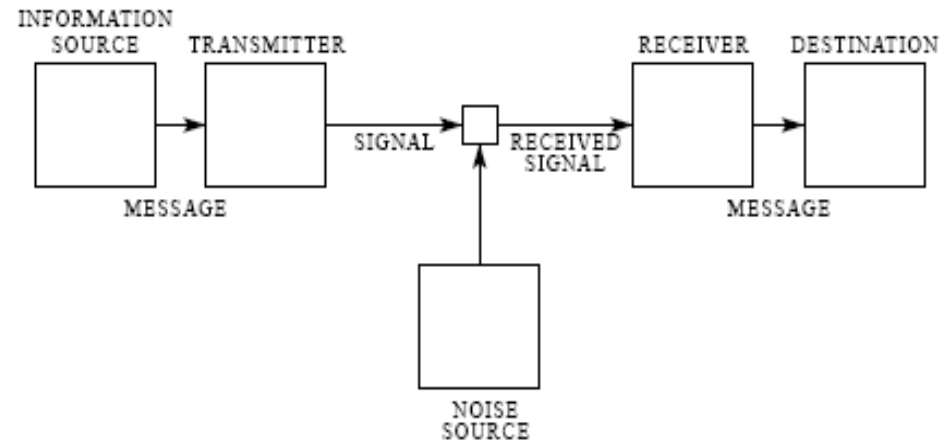 INFORMATION
SOURCE
TRANSMITTER
RECEIVER
DESTINATION
SIGNAL
RECEIVED
SIGNAL
MESSAGE
MESSAGE
NOISE
SOURCE